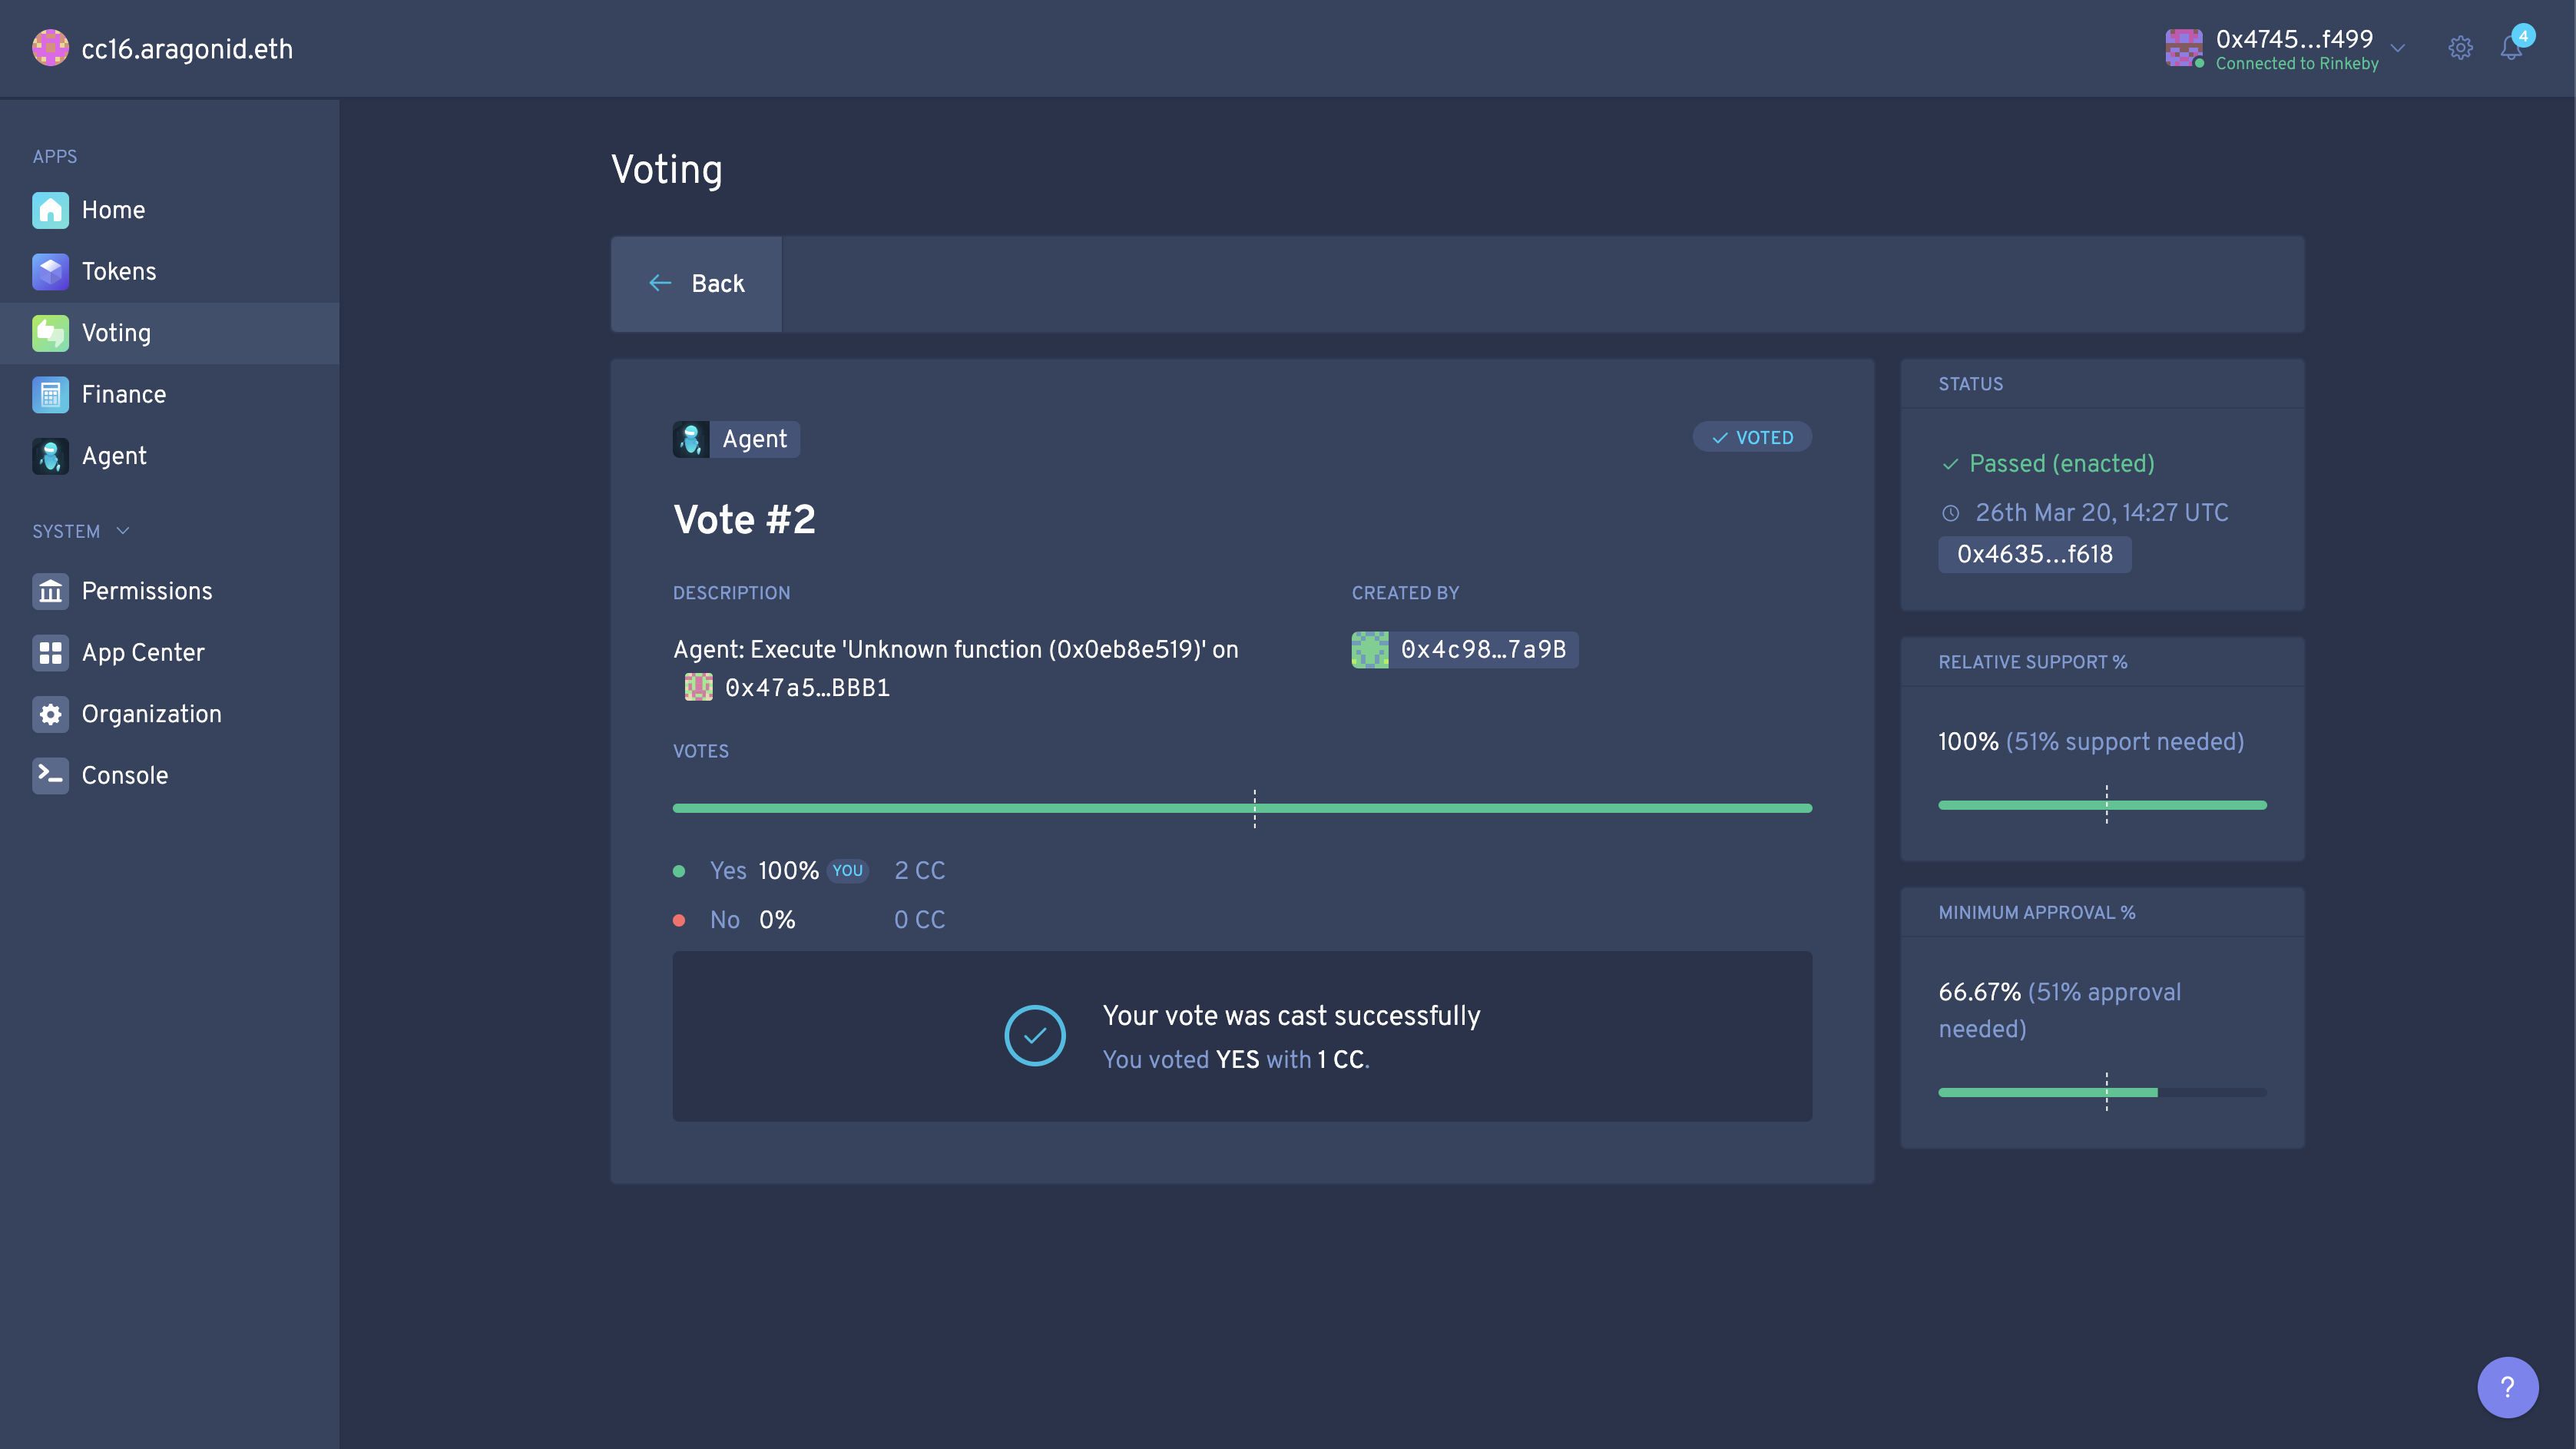 cc16.aragonid.eth
0x4745…f499
Connected to Rinkeby
4
APPS
Home
Tokens
Voting
Finance
Agent
SYSTEM
Permissions
App Center
Organization
Console
Voting
Back
Agent
VOTED
Vote #2
DESCRIPTION
Agent: Execute 'Unknown function (0x0eb8e519)' on
0x47a5…BBB1
CREATED BY
0x4c98…7a9B
VOTES
Yes 100% YOU 2 CC
No 0% 0 CC
Your vote was cast successfully
You voted YES with 1 CC.
STATUS
Passed (enacted)
26th Mar 20, 14:27 UTC
0x4635…f618
RELATIVE SUPPORT %
100% (51% support needed)
MINIMUM APPROVAL %
66.67% (51% approval
needed)
?